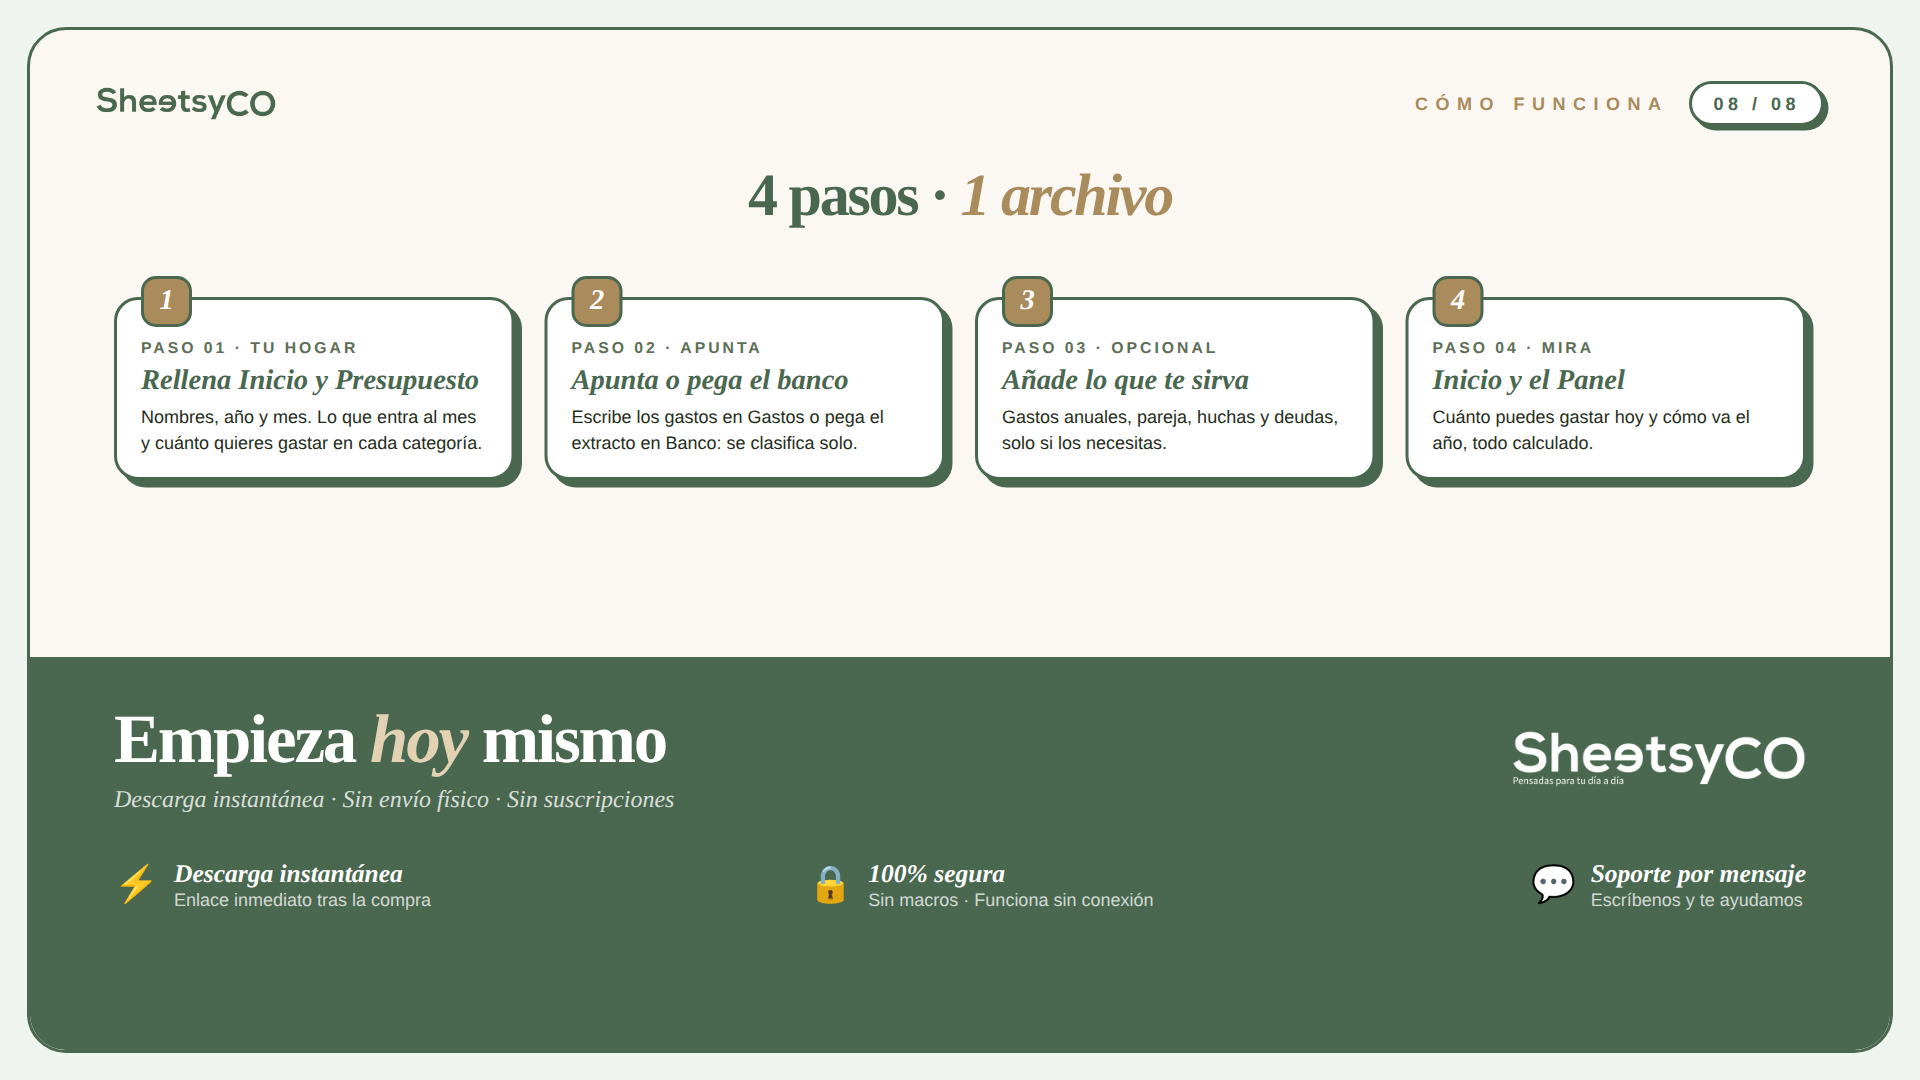 SheetsyCO
CÓMO FUNCIONA
08 / 08
4 pasos · 1 archivo
1
PASO 01 · TU HOGAR
Rellena Inicio y Presupuesto
Nombres, año y mes. Lo que entra al mes
y cuánto quieres gastar en cada categoría.
2
PASO 02 · APUNTA
Apunta o pega el banco
Escribe los gastos en Gastos o pega el
extracto en Banco: se clasifica solo.
3
PASO 03 · OPCIONAL
Añade lo que te sirva
Gastos anuales, pareja, huchas y deudas,
solo si los necesitas.
4
PASO 04 · MIRA
Inicio y el Panel
Cuánto puedes gastar hoy y cómo va el
año, todo calculado.
Empieza hoy mismo
Descarga instantánea · Sin envío físico · Sin suscripciones
SheetsyCO
Pensadas para tu día a día
Descarga instantánea
Enlace inmediato tras la compra
100% segura
Sin macros · Funciona sin conexión
Soporte por mensaje
Escríbenos y te ayudamos